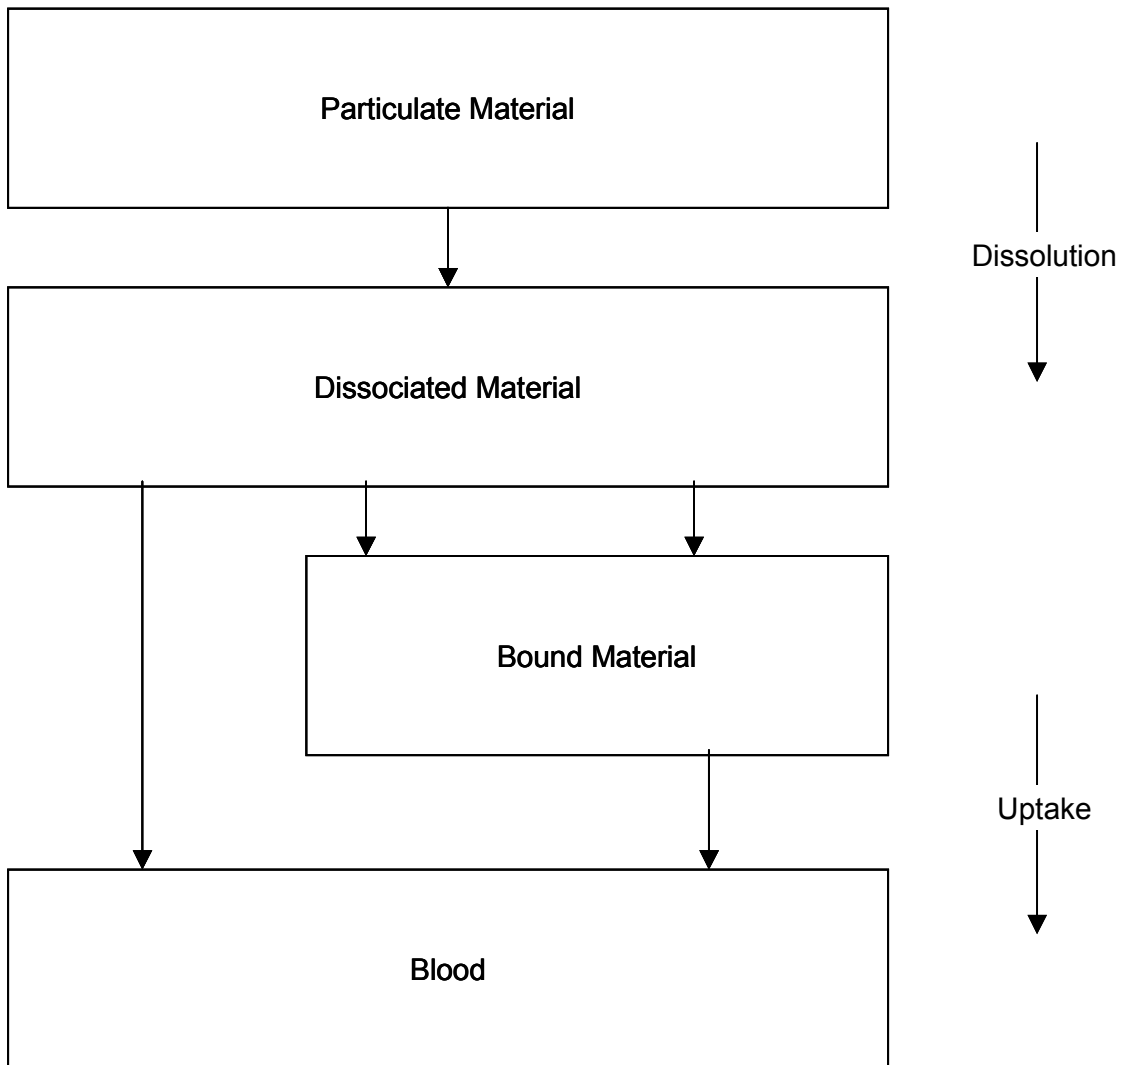 Particulate Material
Dissolution
Dissociated Material
Bound Material
Uptake
Blood